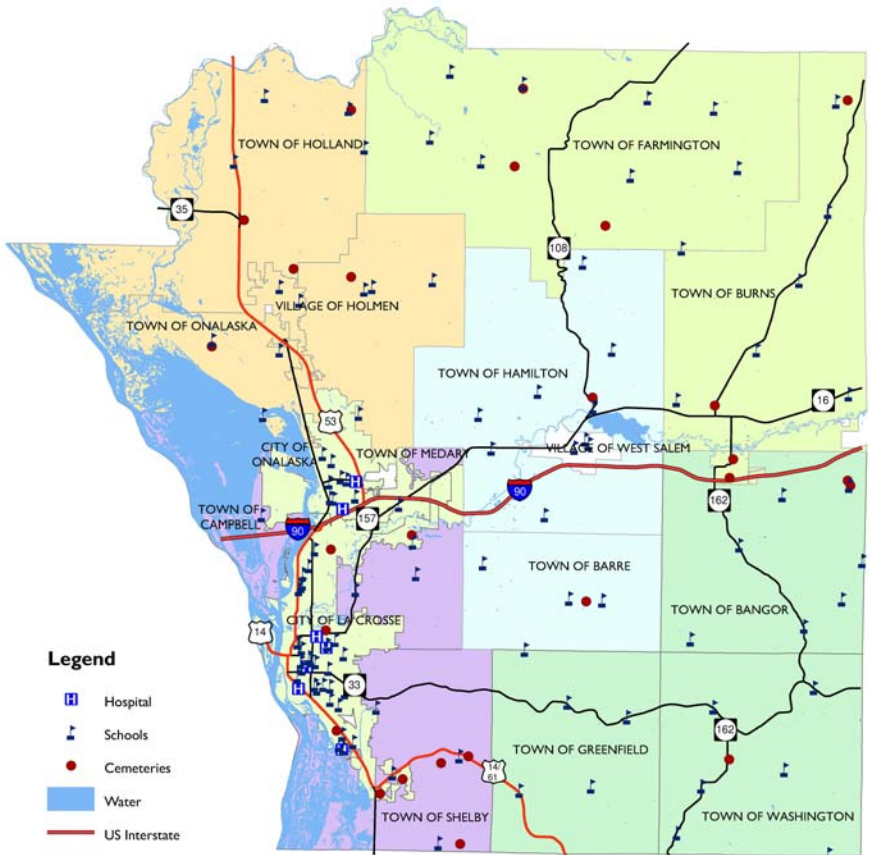 TOWN OF HOLLAND
TOWN OF FARMINGTON
35
108
TOWN OF BURNS
VILLAGE OF HOLMEN
TOWN OF ONALASKA
TOWN OF HAMILTON
16
53
CITY OF
ONALASKA
TOWN OF MEDARY
VILLAGE OF WEST SALEM
90
162
TOWN OF
CAMPBELL
157
90
TOWN OF BARRE
TOWN OF BANGOR
CITY OF LA CROSSE
14
33
162
TOWN OF GREENFIELD
14/
61
TOWN OF SHELBY
TOWN OF WASHINGTON
Legend
H Hospital
Schools
Cemeteries
Water
US Interstate
H
H
H
H
H
H